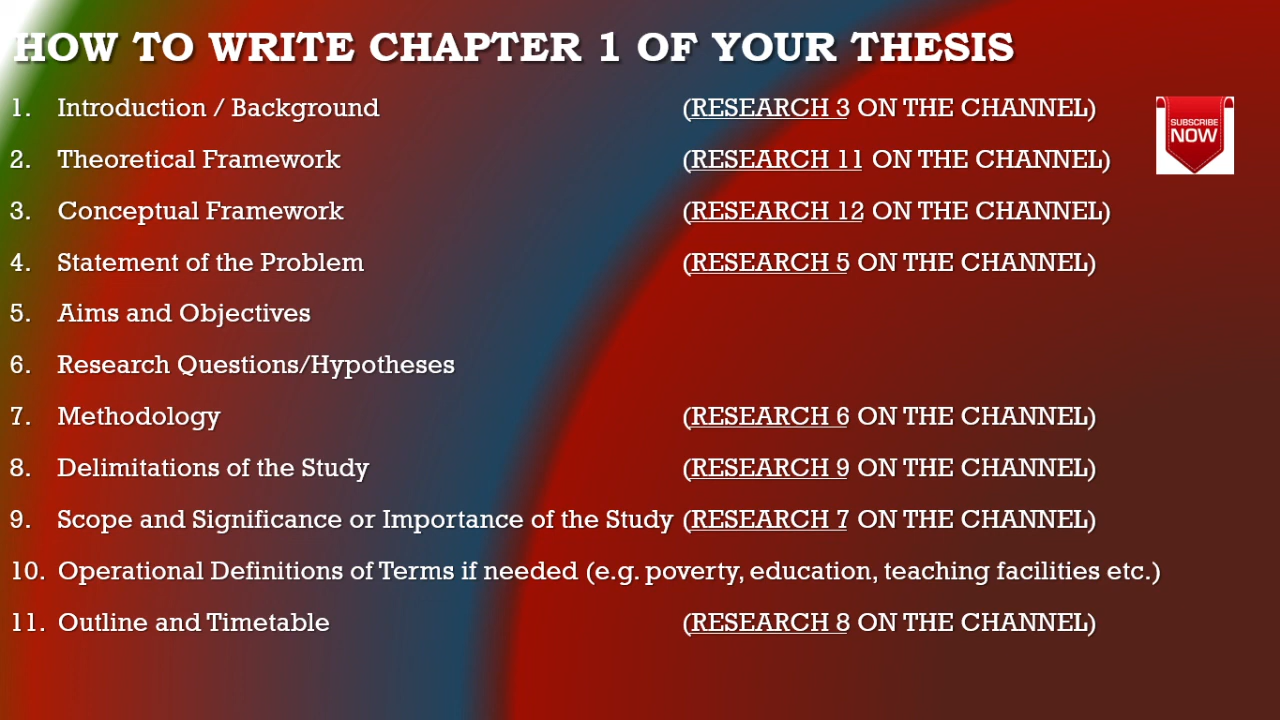 HOW TO WRITE CHAPTER 1 OF YOUR THESIS
1. Introduction / Background (RESEARCH 3 ON THE CHANNEL)
SUBSCRIBE
NOW
2. Theoretical Framework (RESEARCH 11 ON THE CHANNEL)
3. Conceptual Framework (RESEARCH 12 ON THE CHANNEL)
4. Statement of the Problem (RESEARCH 5 ON THE CHANNEL)
5. Aims and Objectives
6. Research Questions/Hypotheses
7. Methodology (RESEARCH 6 ON THE CHANNEL)
8. Delimitations of the Study (RESEARCH 9 ON THE CHANNEL)
9. Scope and Significance or Importance of the Study (RESEARCH 7 ON THE CHANNEL)
10. Operational Definitions of Terms if needed (e.g. poverty, education, teaching facilities etc.)
11. Outline and Timetable (RESEARCH 8 ON THE CHANNEL)